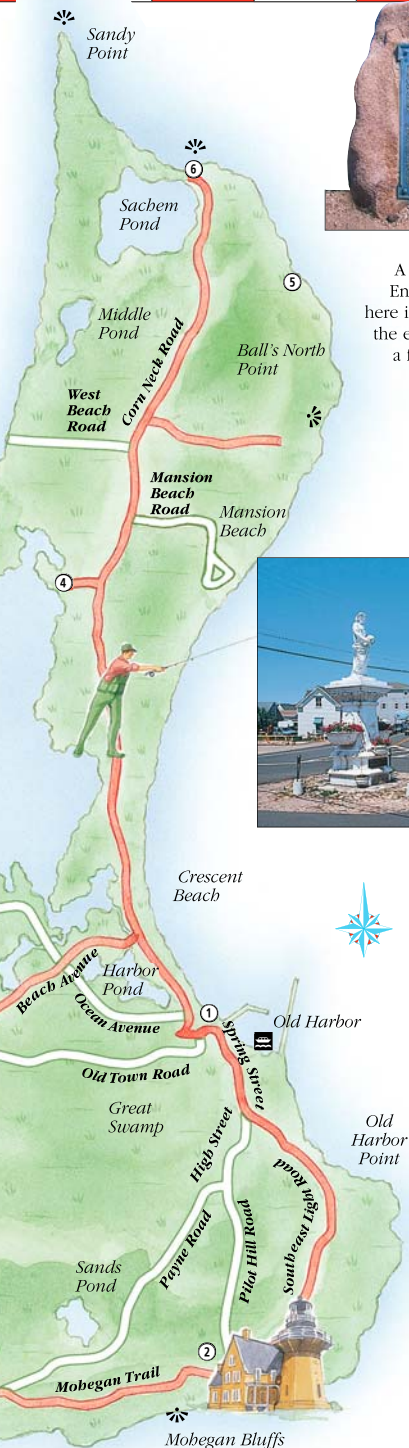 Sandy
Point
6
Sachem
Pond
5
A
En
here i
the e
a f
Middle
Pond
Corn Neck Road
Ball's North
Point
West
Beach
Road
Mansion
Beach
Road
Mansion
Beach
4
Crescent
Beach
Harbor
Pond
Beach Avenue
Ocean Avenue
1
Old Harbor
Spring Street
Old Town Road
Great
Swamp
Old
Harbor
Point
High Street
Southeast Light Road
Payne Road
Pilot Hill Road
Sands
Pond
2
Mohegan Trail
Mohegan Bluffs